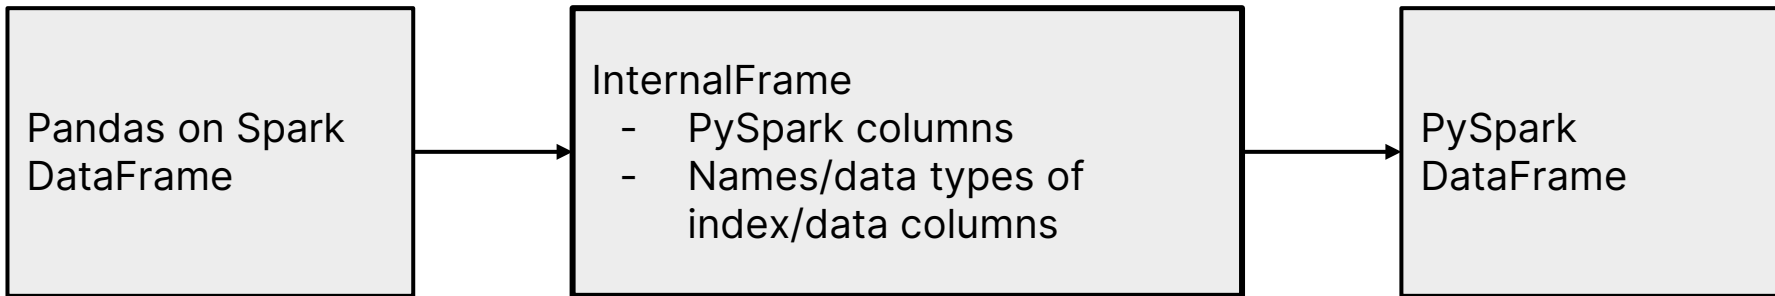 Pandas on Spark
DataFrame
InternalFrame
- PySpark columns
- Names/data types of
index/data columns
PySpark
DataFrame